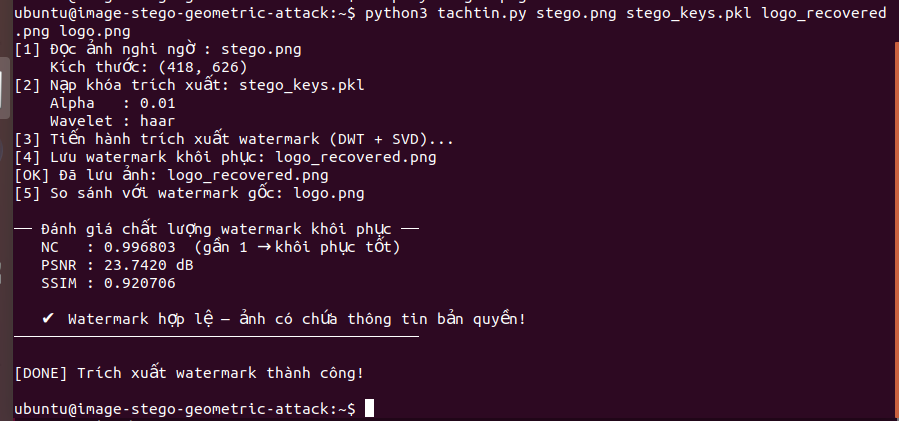 ubuntu@image-stego-geometric-attack:~$ python3 tachtin.py stego.png stego_keys.pkl logo_recovered
.png logo.png
[1] Đọc ảnh nghi ngờ : stego.png
    Kích thước: (418, 626)
[2] Nạp khóa trích xuất: stego_keys.pkl
    Alpha   : 0.01
    Wavelet : haar
[3] Tiến hành trích xuất watermark (DWT + SVD)...
[4] Lưu watermark khôi phục: logo_recovered.png
[OK] Đã lưu ảnh: logo_recovered.png
[5] So sánh với watermark gốc: logo.png
── Đánh giá chất lượng watermark khôi phục ──
   NC   : 0.996803  (gần 1 → khôi phục tốt)
   PSNR : 23.7420 dB
   SSIM : 0.920706
   ✔ Watermark hợp lệ — ảnh có chứa thông tin bản quyền!
[DONE] Trích xuất watermark thành công!
ubuntu@image-stego-geometric-attack:~$